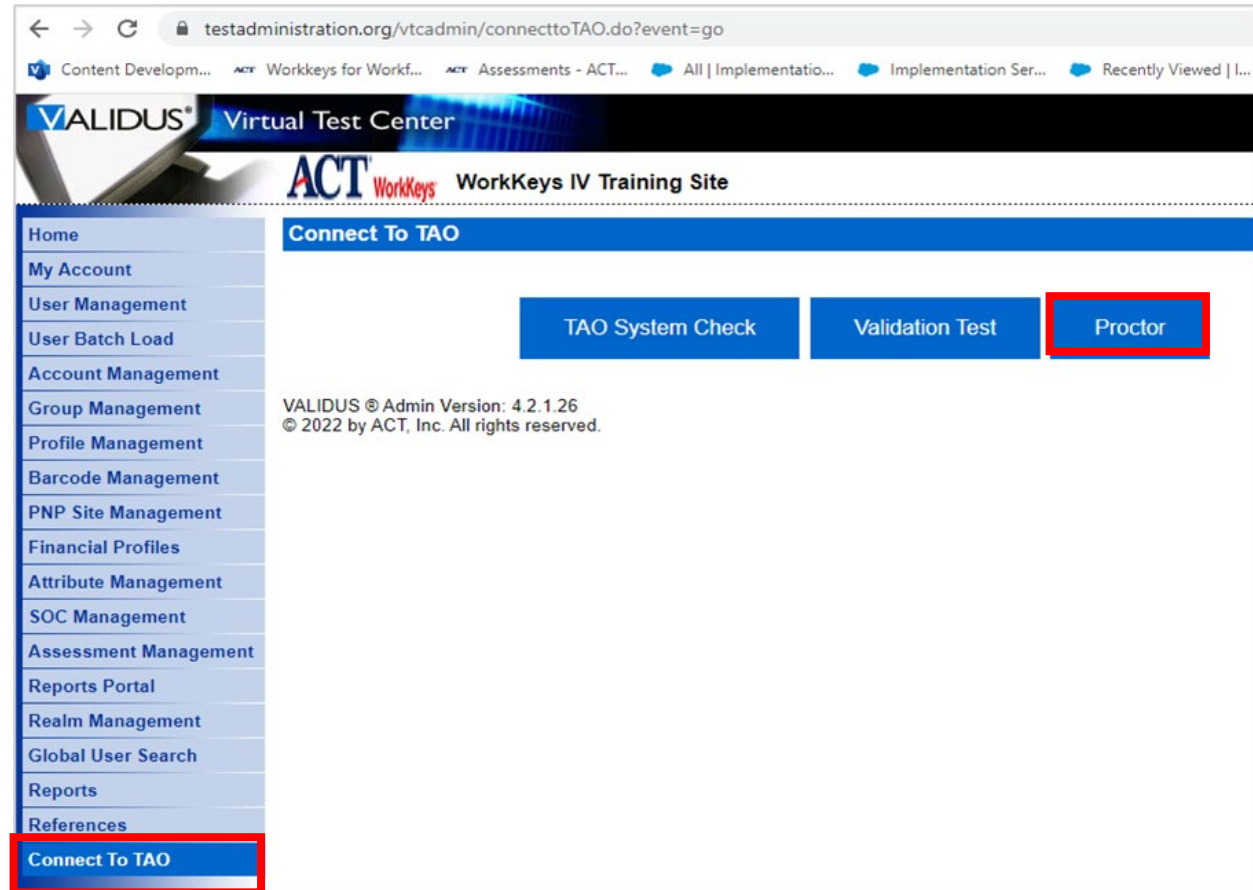 testadministration.org/vtcadmin/connecttoTAO.do?event=go
Content Developm... ACT Workkeys for Workf... ACT Assessments - ACT... All | Implementatio... Implementation Ser... Recently Viewed | I...
VALIDUS® Virtual Test Center
ACT® WorkKeys® WorkKeys IV Training Site
Home
My Account
User Management
User Batch Load
Account Management
Group Management
Profile Management
Barcode Management
PNP Site Management
Financial Profiles
Attribute Management
SOC Management
Assessment Management
Reports Portal
Realm Management
Global User Search
Reports
References
Connect To TAO
Connect To TAO
TAO System Check Validation Test Proctor
VALIDUS ® Admin Version: 4.2.1.26
© 2022 by ACT, Inc. All rights reserved.